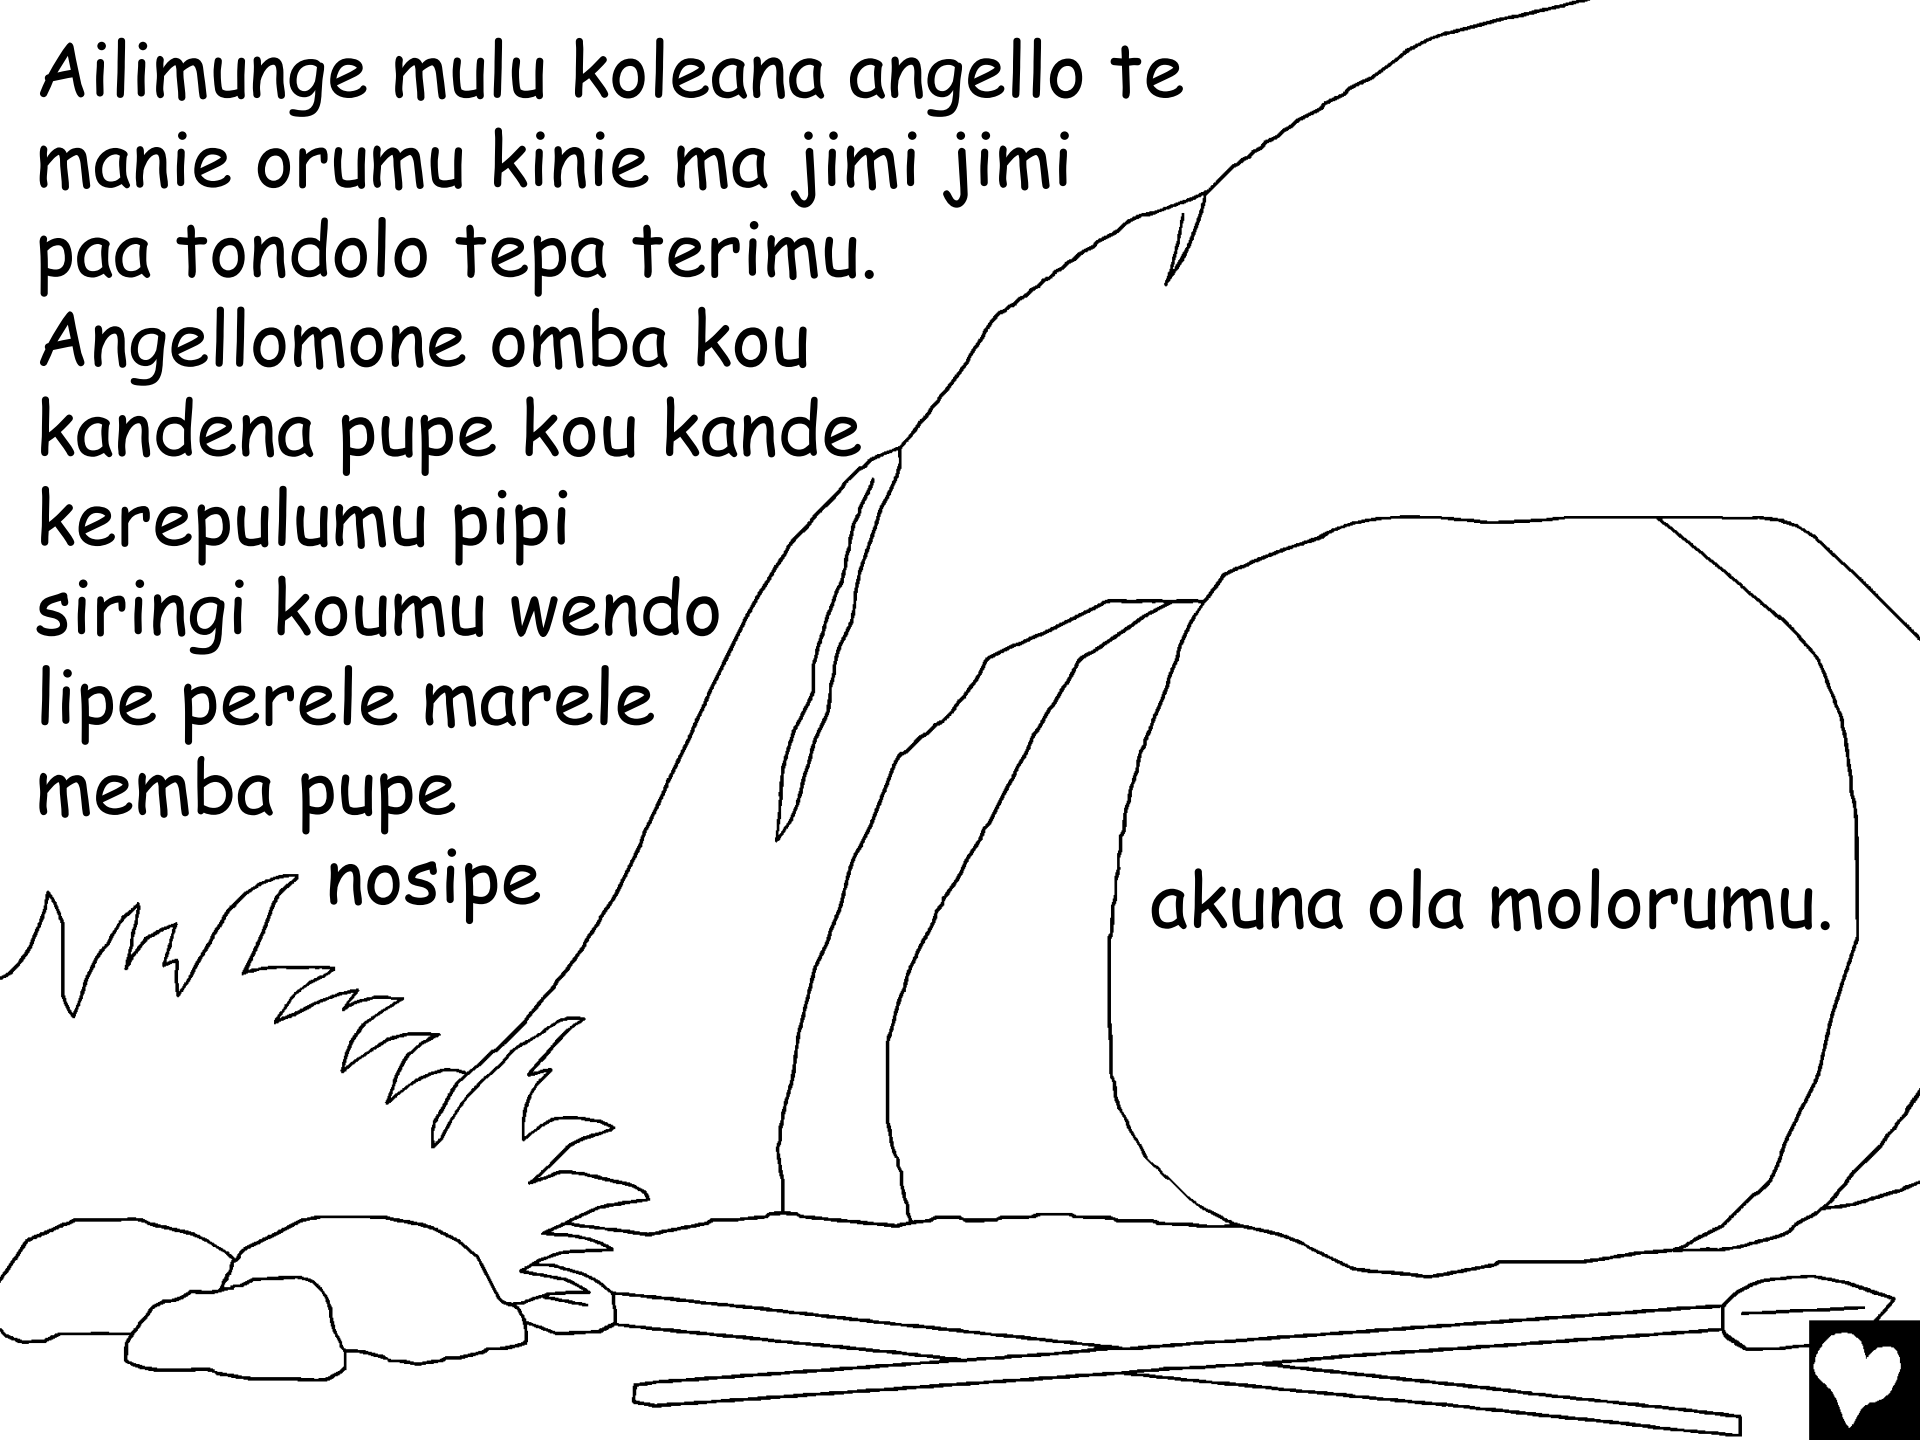 Ailimunge mulu koleana angello te
manie orumu kinie ma jimi jimi
paa tondolo tepa terimu.
Angellomone omba kou
kandena pupe kou kande
kerepulumu pipi
siringi koumu wendo
lipe perele marele
memba pupe
nosipe
akuna ola molorumu.